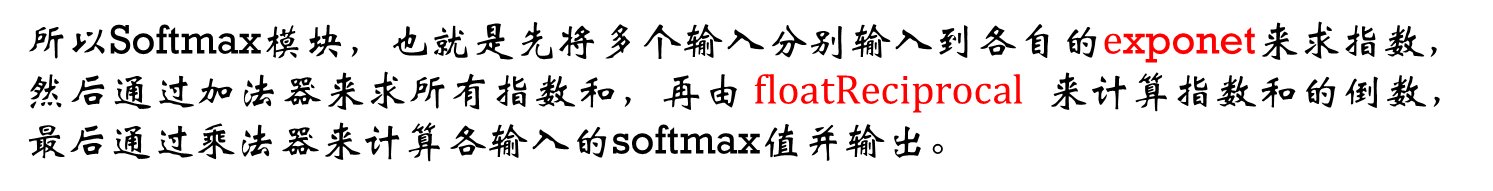 所以Softmax模块，也就是先将多个输入分别输入到各自的exponet来求指数，
然后通过加法器来求所有指数和，再由 floatReciprocal 来计算指数和的倒数，
最后通过乘法器来计算各输入的softmax值并输出。